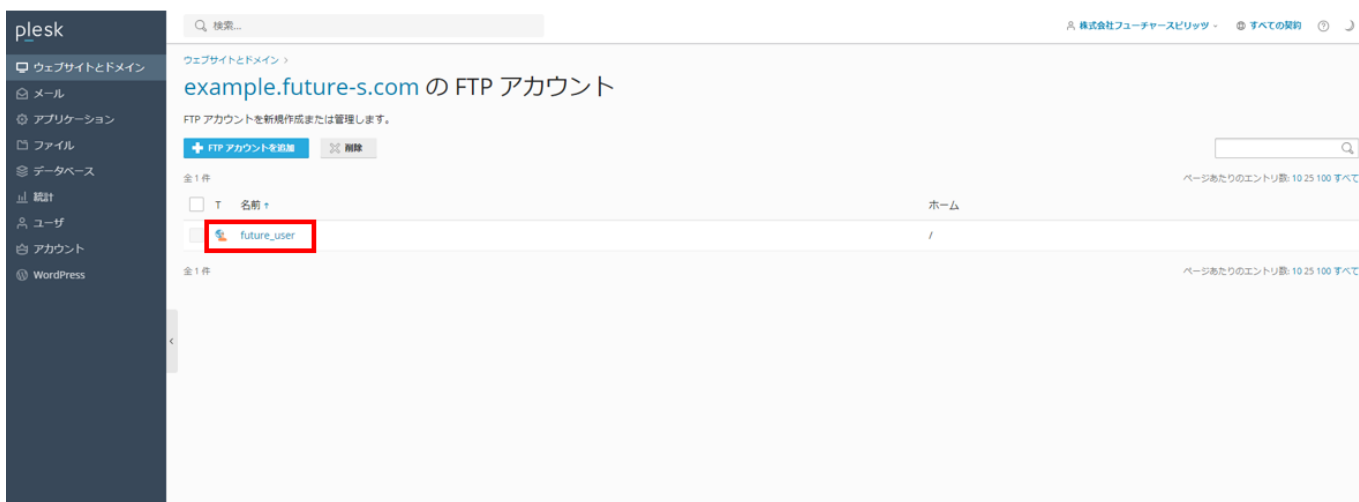 plesk
検索...
株式会社フューチャースピリッツ
すべての契約
ウェブサイトとドメイン
メール
アプリケーション
ファイル
データベース
統計
ユーザ
アカウント
WordPress
ウェブサイトとドメイン >
example.future-s.com の FTP アカウント
FTP アカウントを新規作成または管理します。
FTP アカウントを追加 削除
全 1 件 ページあたりのエントリ数: 10 25 100 すべて
T 名前 ↑ ホーム
future_user /
全 1 件 ページあたりのエントリ数: 10 25 100 すべて